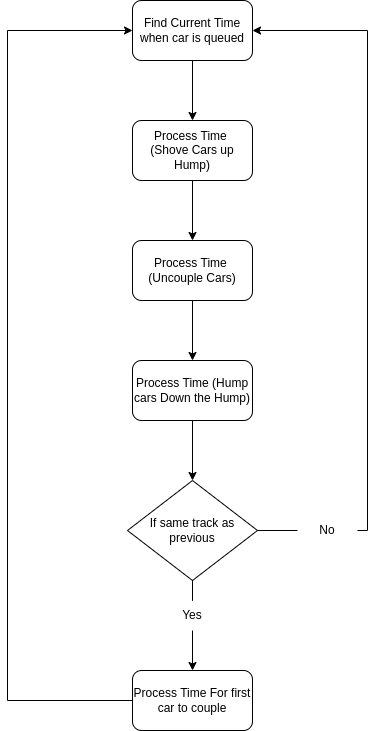 Find Current Time
when car is queued
Process Time
(Shove Cars up
Hump)
Process Time
(Uncouple Cars)
Process Time (Hump
cars Down the Hump)
If same track as
previous
No
Yes
Process Time For first
car to couple